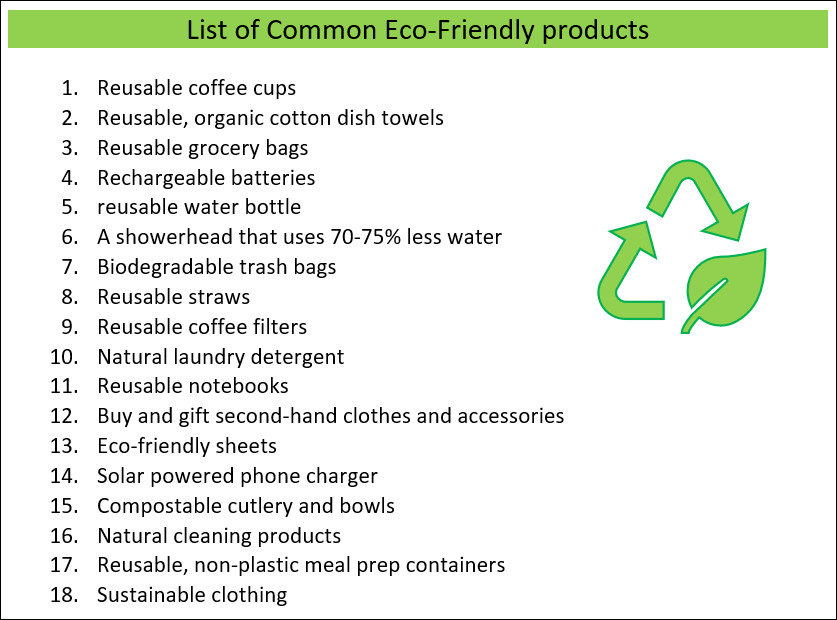 List of Common Eco-Friendly products
1. Reusable coffee cups
2. Reusable, organic cotton dish towels
3. Reusable grocery bags
4. Rechargeable batteries
5. reusable water bottle
6. A showerhead that uses 70-75% less water
7. Biodegradable trash bags
8. Reusable straws
9. Reusable coffee filters
10. Natural laundry detergent
11. Reusable notebooks
12. Buy and gift second-hand clothes and accessories
13. Eco-friendly sheets
14. Solar powered phone charger
15. Compostable cutlery and bowls
16. Natural cleaning products
17. Reusable, non-plastic meal prep containers
18. Sustainable clothing